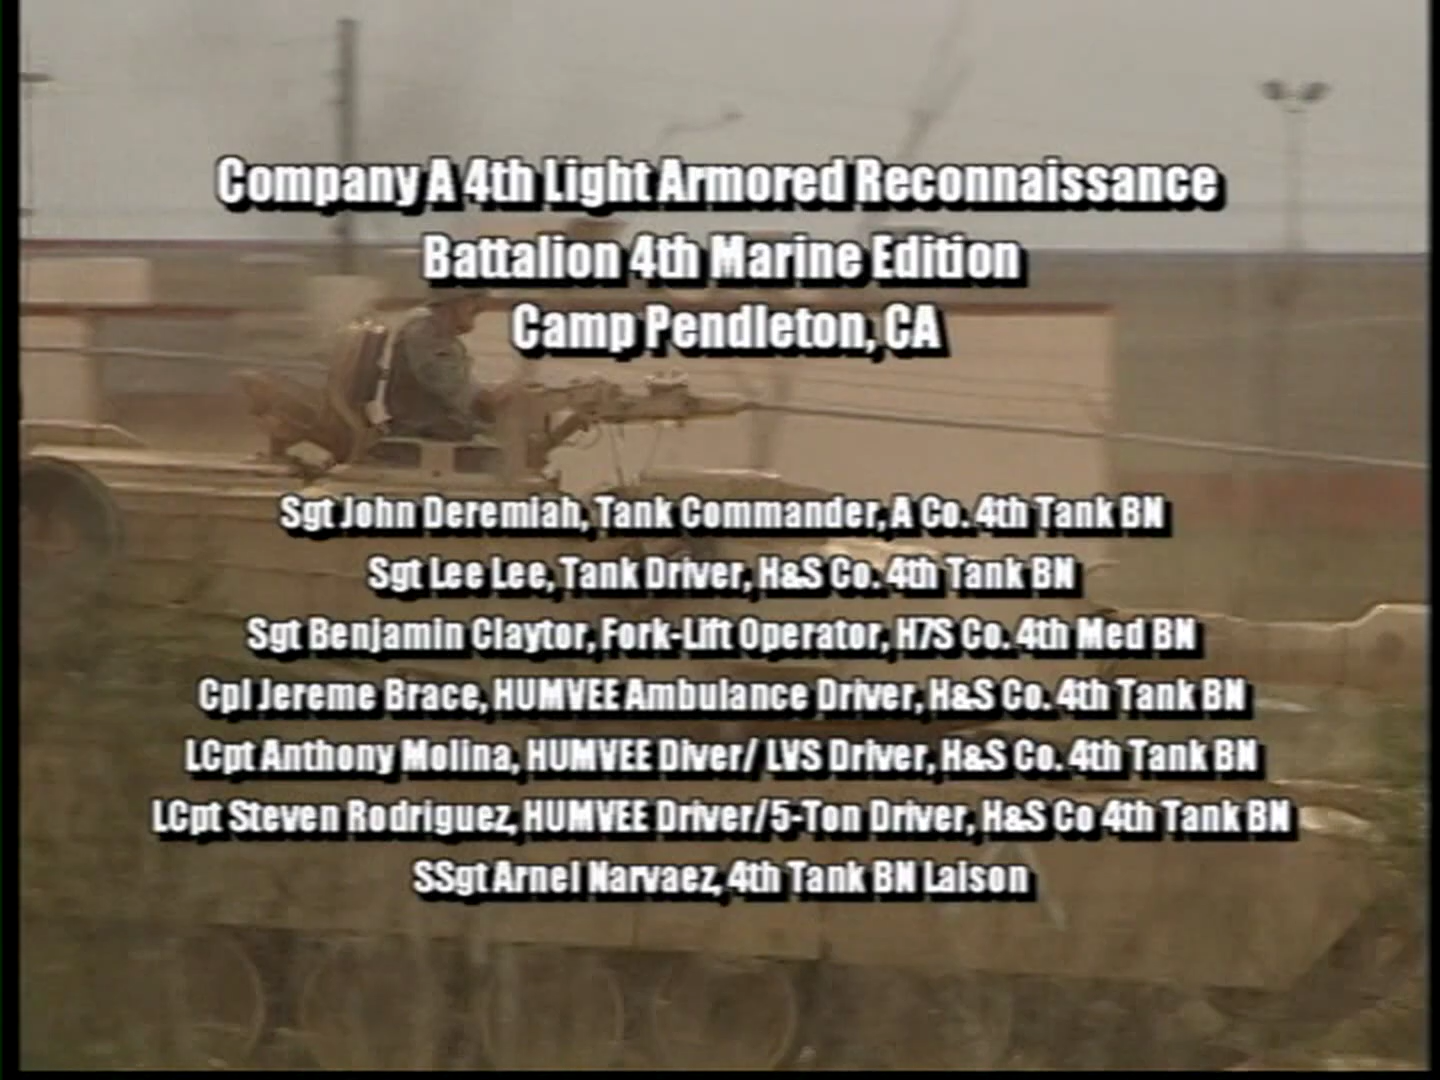 Company A 4th Light Armored Reconnaissance
Battalion 4th Marine Edition
Camp Pendleton, CA
Sgt John Deremiah, Tank Commander, A Co. 4th Tank BN
Sgt Lee Lee, Tank Driver, H&S Co. 4th Tank BN
Sgt Benjamin Claytor, Fork-Lift Operator, H7S Co. 4th Med BN
Cpl Jereme Brace, HUMVEE Ambulance Driver, H&S Co. 4th Tank BN
LCpt Anthony Molina, HUMVEE Diver/ LVS Driver, H&S Co. 4th Tank BN
LCpt Steven Rodriguez, HUMVEE Driver/5-Ton Driver, H&S Co 4th Tank BN
SSgt Arnel Narvaez, 4th Tank BN Laison